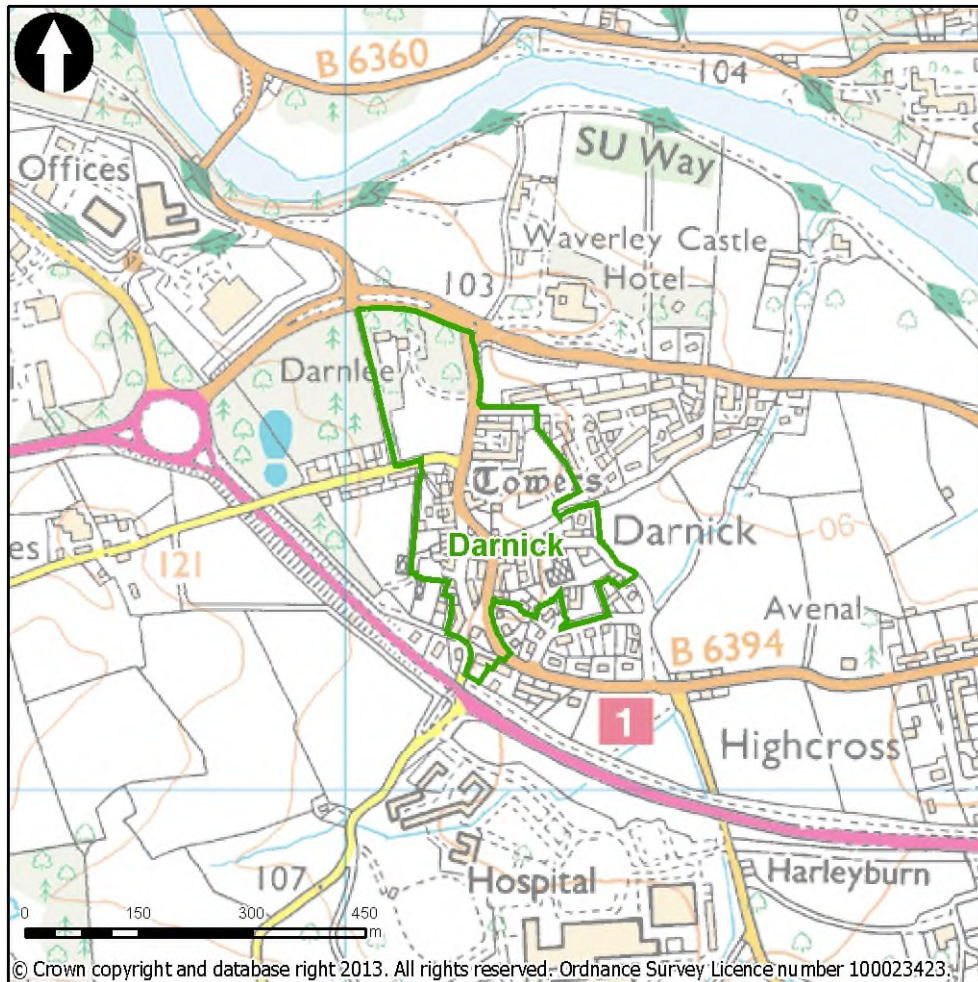 B 6360
104
Offices
SU Way
Waverley Castle
Hotel
103
Darnlee
Towers
Darnick
Darnick
es
121
90
Avenal
B 6394
1
Highcross
107
Hospital
Harleyburn
0 150 300 450
m
© Crown copyright and database right 2013. All rights reserved. Ordnance Survey Licence number 100023423.